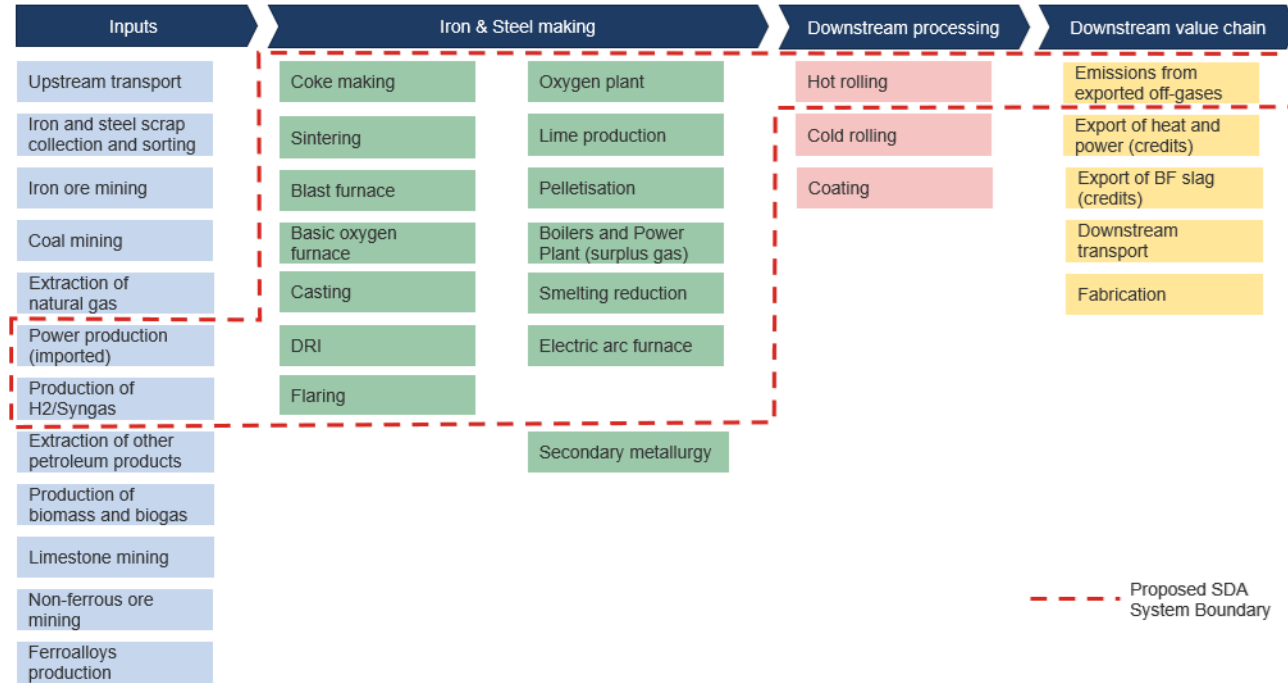 Inputs
Iron & Steel making
Downstream processing
Downstream value chain
Upstream transport
Iron and steel scrap
collection and sorting
Iron ore mining
Coal mining
Extraction of
natural gas
Power production
(imported)
Production of
H2/Syngas
Extraction of other
petroleum products
Production of
biomass and biogas
Limestone mining
Non-ferrous ore
mining
Ferroalloys
production
Coke making
Sintering
Blast furnace
Basic oxygen
furnace
Casting
DRI
Flaring
Oxygen plant
Lime production
Pelletisation
Boilers and Power
Plant (surplus gas)
Smelting reduction
Electric arc furnace
Secondary metallurgy
Hot rolling
Cold rolling
Coating
Emissions from
exported off-gases
Export of heat and
power (credits)
Export of BF slag
(credits)
Downstream
transport
Fabrication
Proposed SDA
System Boundary